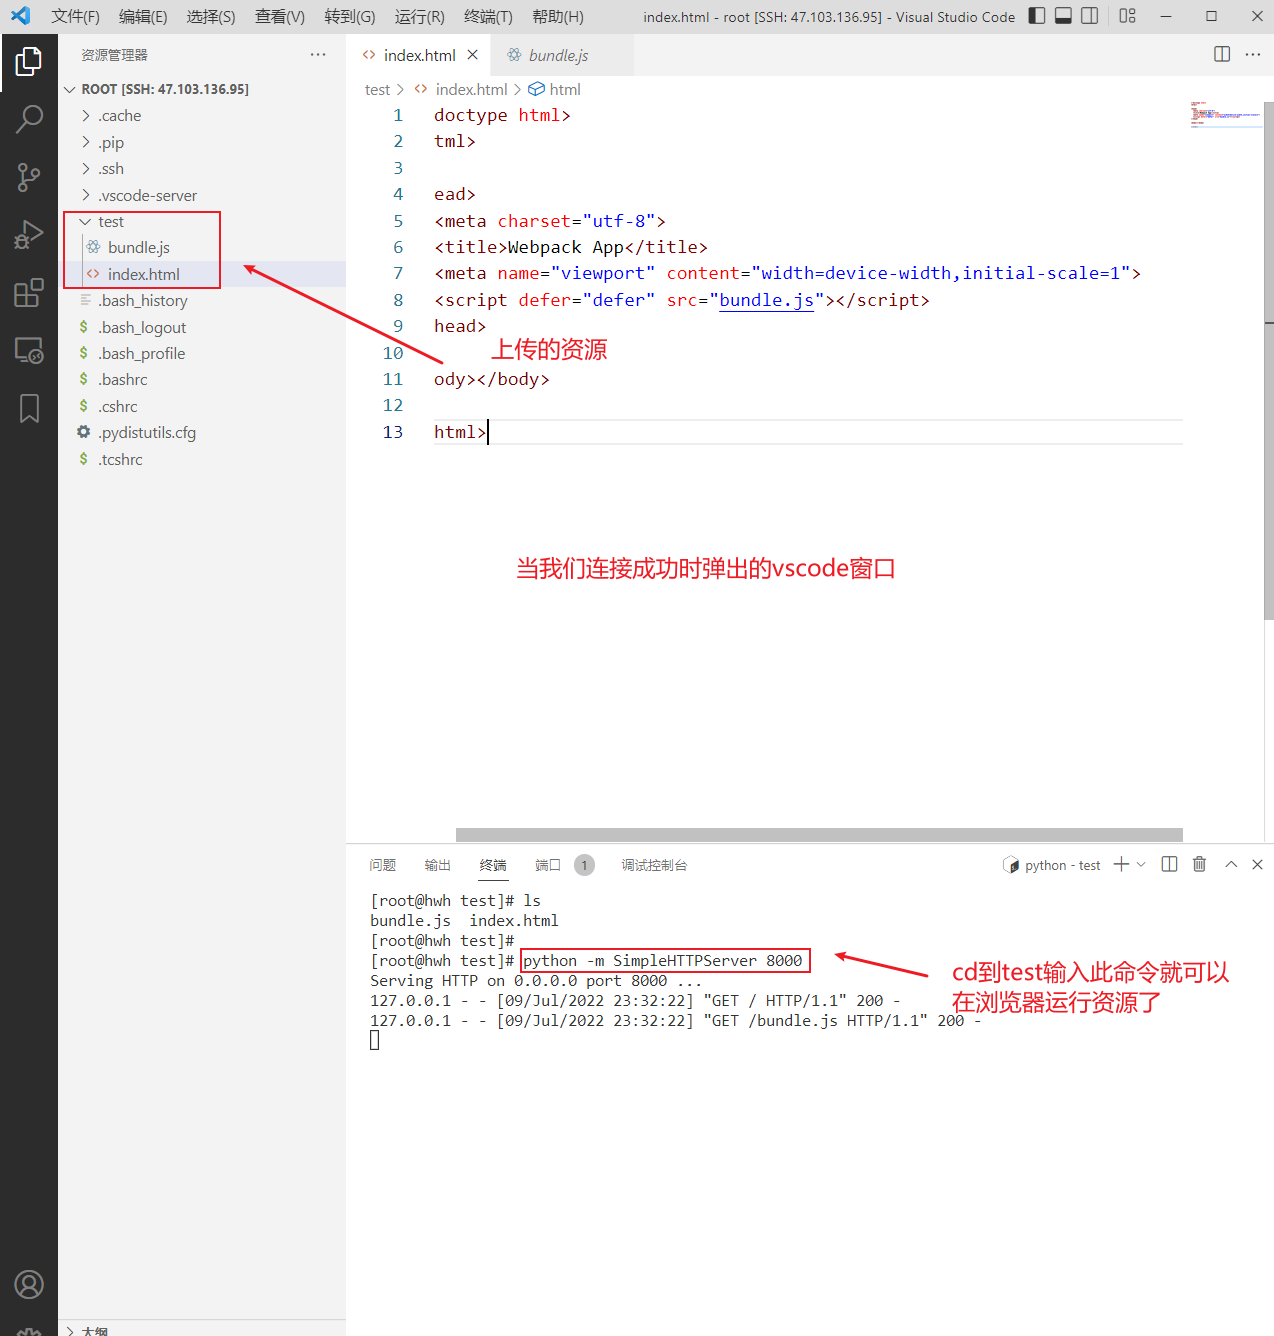 文件(F) 编辑(E) 选择(S) 查看(V) 转到(G) 运行(R) 终端(T) 帮助(H) index.html - root [SSH: 47.103.136.95] - Visual Studio Code
资源管理器
index.html bundle.js
ROOT [SSH: 47.103.136.95]
test > index.html > html
.cache
.pip
.ssh
.vscode-server
test
bundle.js
index.html
.bash_history
.bash_logout
.bash_profile
.bashrc
.cshrc
.pydistutils.cfg
.tcshrc
1 doctype html>
2 tml>
3
4 ead>
5 <meta charset="utf-8">
6 <title>Webpack App</title>
7 <meta name="viewport" content="width=device-width,initial-scale=1">
8 <script defer="defer" src="bundle.js"></script>
9 head>
10
11 ody></body>
12
13 html>
上传的资源
当我们连接成功时弹出的vscode窗口
问题 输出 终端 端口 1 调试控制台 python - test
[root@hwh test]# ls
bundle.js index.html
[root@hwh test]#
[root@hwh test]# python -m SimpleHTTPServer 8000
Serving HTTP on 0.0.0.0 port 8000 ...
127.0.0.1 - - [09/Jul/2022 23:32:22] "GET / HTTP/1.1" 200 -
127.0.0.1 - - [09/Jul/2022 23:32:22] "GET /bundle.js HTTP/1.1" 200 -
cd到test输入此命令就可以
在浏览器运行资源了
大纲